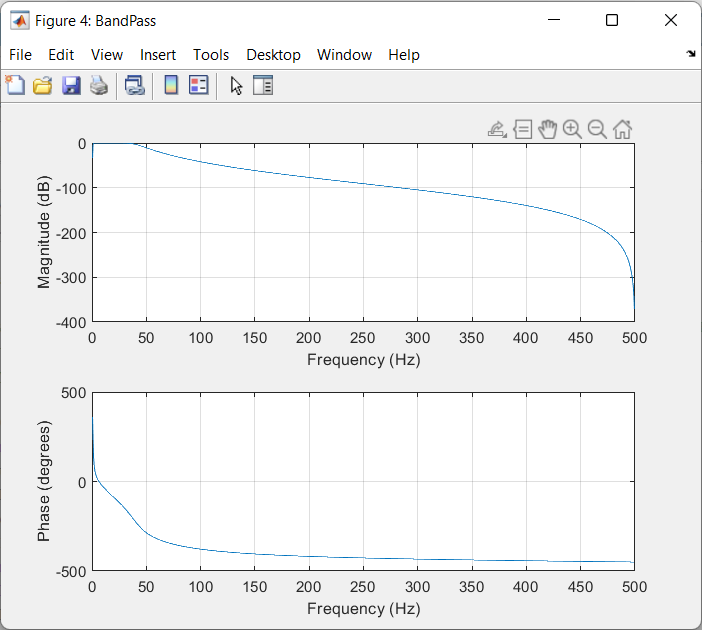 Figure 4: BandPass
File Edit View Insert Tools Desktop Window Help
0
-100
-200
-300
-400
Magnitude (dB)
0 50 100 150 200 250 300 350 400 450 500
Frequency (Hz)
500
0
-500
Phase (degrees)
0 50 100 150 200 250 300 350 400 450 500
Frequency (Hz)